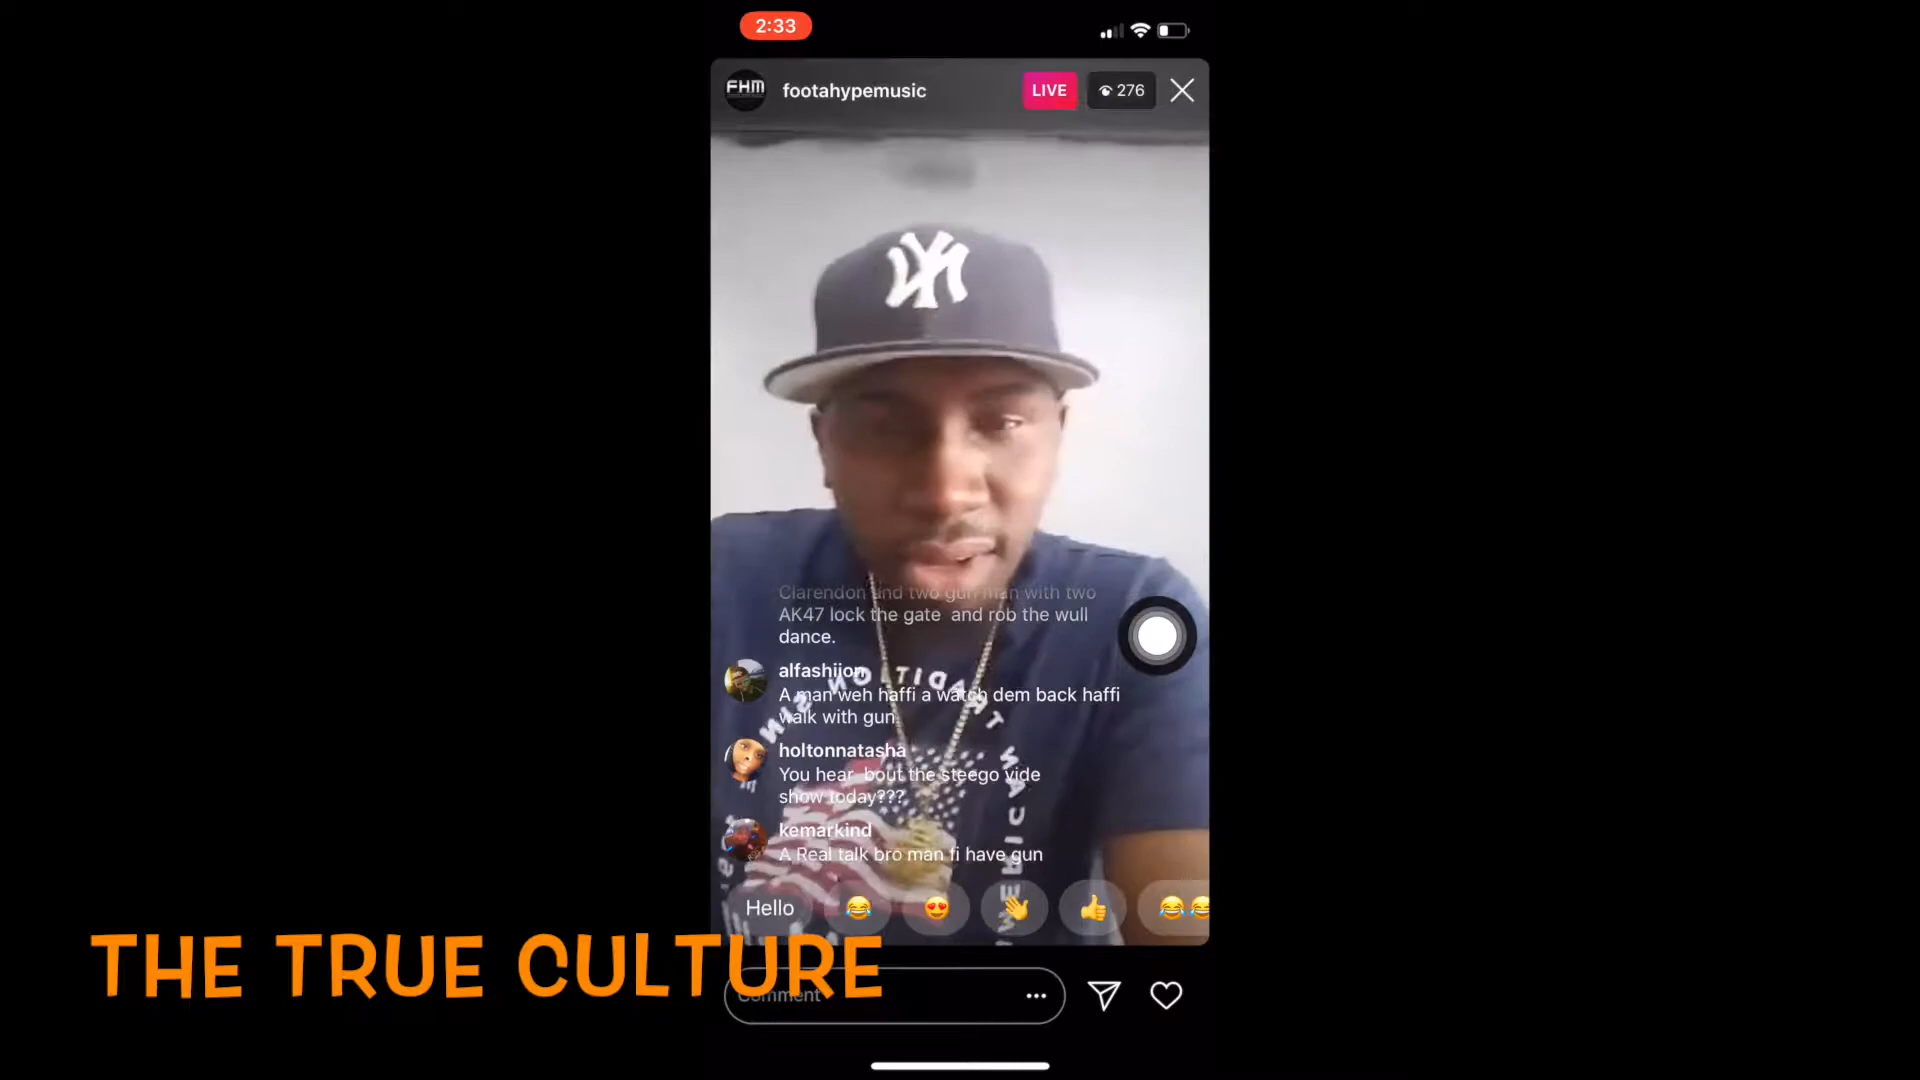 2:33
FHM
footahypemusic
LIVE
276
NY
Clarendon and two gun man with two
AK47 lock the gate and rob the wull
dance.
alfashijon
A man weh haffi a watch dem back haffi
walk with gun
holtonnatasha
You hear bout the steego vide
show today???
kemarkind
A Real talk bro man fi have gun
Hello
THE TRUE CULTURE
Comment